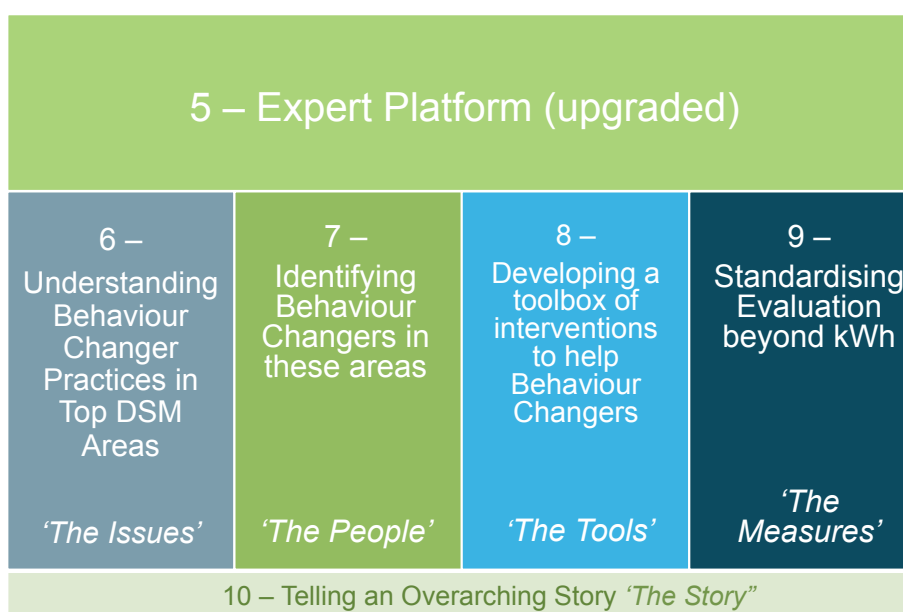 5 – Expert Platform (upgraded)
6 –
Understanding
Behaviour
Changer
Practices in
Top DSM
Areas
‘The Issues’
7 –
Identifying
Behaviour
Changers in
these areas
‘The People’
8 –
Developing a
toolbox of
interventions
to help
Behaviour
Changers
‘The Tools’
9 –
Standardising
Evaluation
beyond kWh
‘The
Measures’
10 – Telling an Overarching Story ‘The Story”